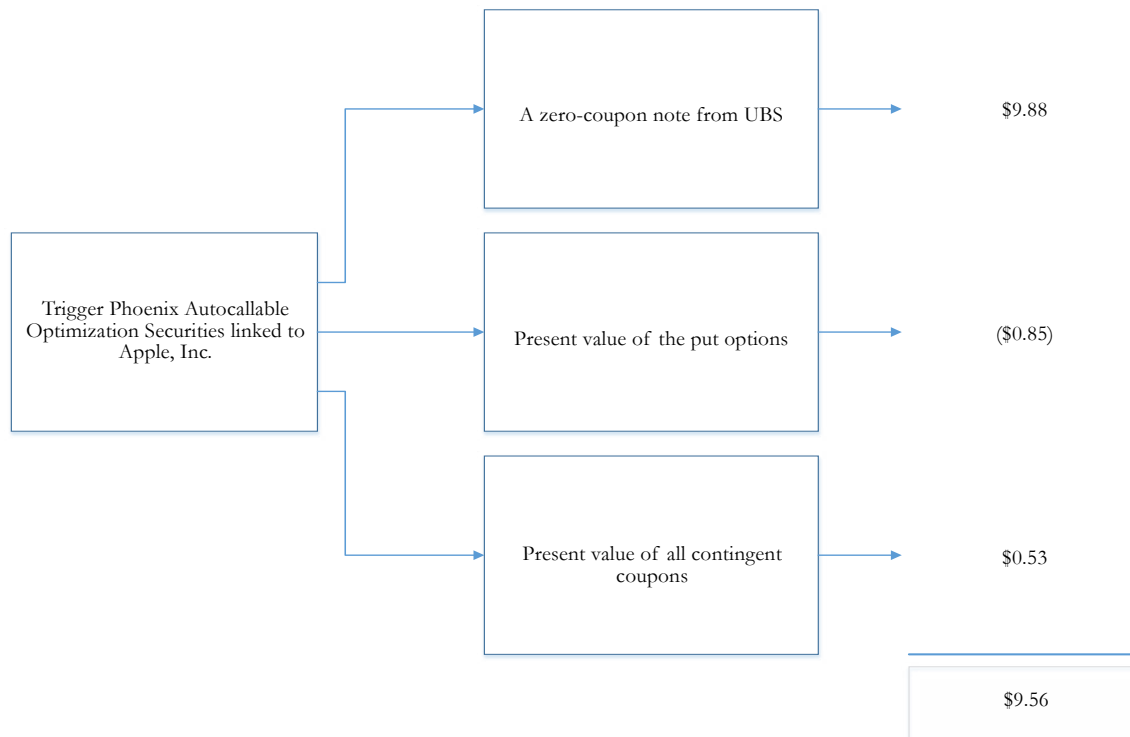 A zero-coupon note from UBS
$9.88
Trigger Phoenix Autocallable
Optimization Securities linked to
Apple, Inc.
Present value of the put options
($0.85)
Present value of all contingent
coupons
$0.53
$9.56